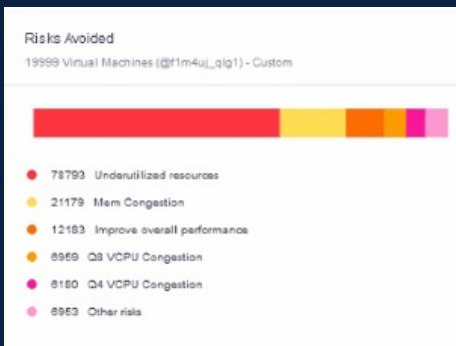 Risks Avoided
19999 Virtual Machines (@f1m4uj_qlg1) - Custom
78793 Underutilized resources
21179 Mem Congestion
12183 Improve overall performance
6959 Q8 VCPU Congestion
6180 Q4 VCPU Congestion
6953 Other risks